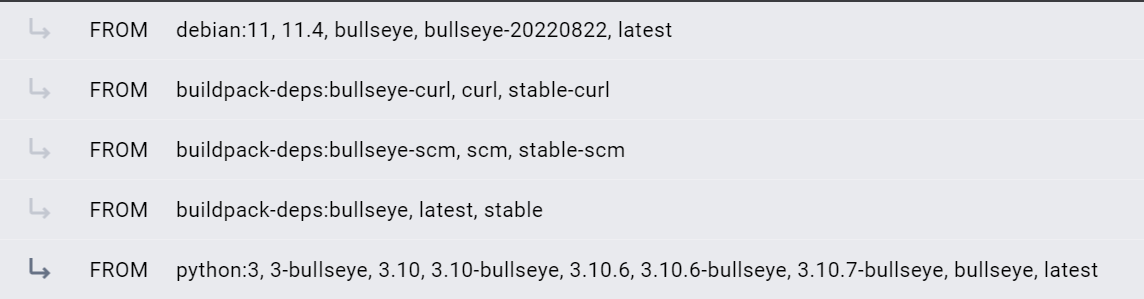 FROM debian:11, 11.4, bullseye, bullseye-20220822, latest
FROM buildpack-deps:bullseye-curl, curl, stable-curl
FROM buildpack-deps:bullseye-scm, scm, stable-scm
FROM buildpack-deps:bullseye, latest, stable
FROM python:3, 3-bullseye, 3.10, 3.10-bullseye, 3.10.6, 3.10.6-bullseye, 3.10.7-bullseye, bullseye, latest